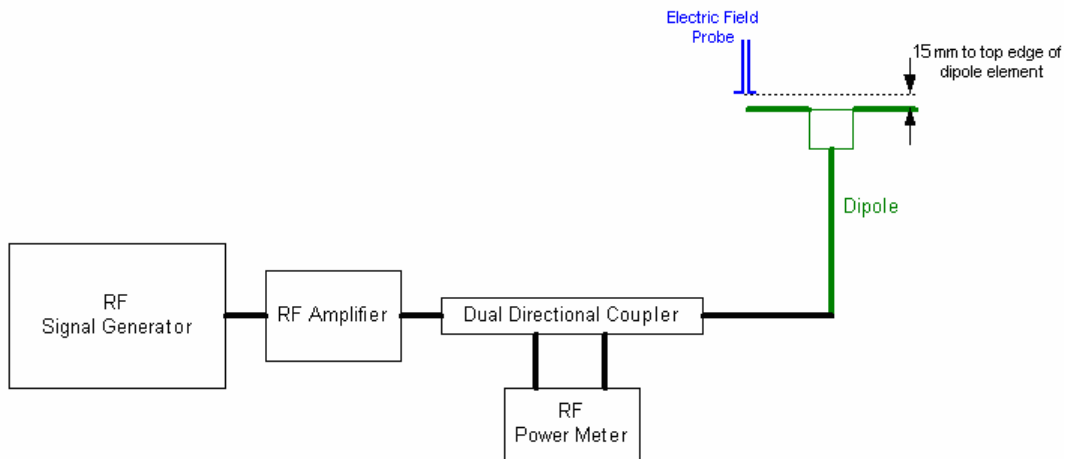 Electric Field
Probe
15 mm to top edge of
dipole element
Dipole
RF
Signal Generator
RF Amplifier
Dual Directional Coupler
RF
Power Meter